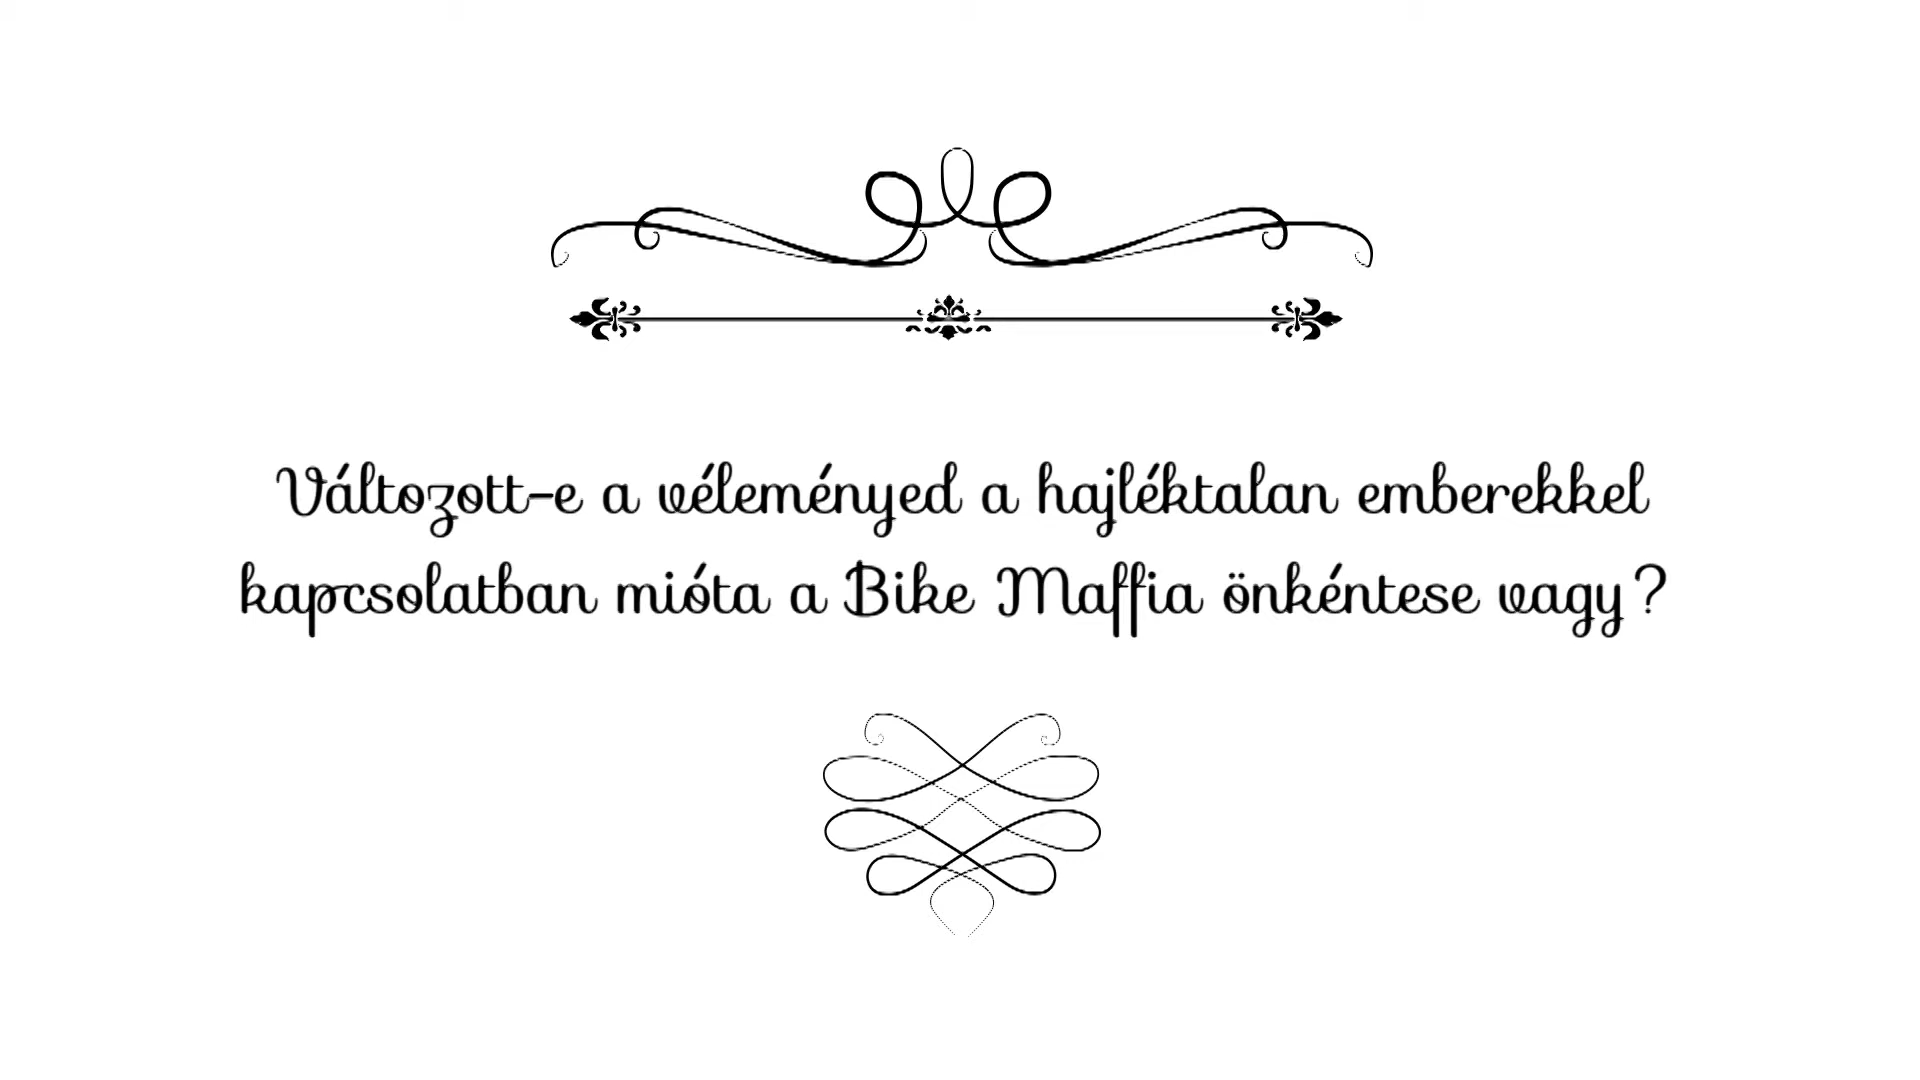 Változott-e a véleményed a hajléktalan emberekkel
kapcsolatban mióta a Bike Maffia önkéntese vagy?